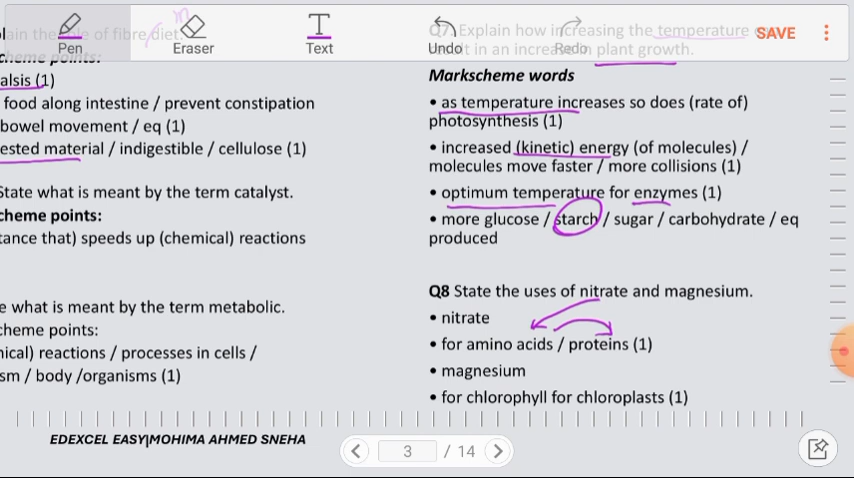 Pen
Eraser
Text
Undo
Redo
SAVE
of fibre
diet.
alsis (1)
food along intestine / prevent constipation
bowel movement / eq (1)
ested material / indigestible / cellulose (1)
State what is meant by the term catalyst.
cheme points:
tance that) speeds up (chemical) reactions
e what is meant by the term metabolic.
cheme points:
ical) reactions / processes in cells /
sm / body /organisms (1)
Q7 Explain how increasing the temperature
in an increase in plant growth.
Markscheme words
• as temperature increases so does (rate of)
photosynthesis (1)
• increased (kinetic) energy (of molecules) /
molecules move faster / more collisions (1)
• optimum temperature for enzymes (1)
• more glucose / starch / sugar / carbohydrate / eq
produced
Q8 State the uses of nitrate and magnesium.
• nitrate
• for amino acids / proteins (1)
• magnesium
• for chlorophyll for chloroplasts (1)
EDEXCEL EASY|MOHIMA AHMED SNEHA
3 / 14